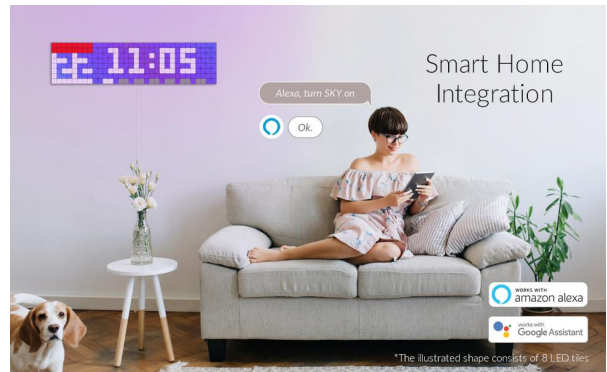 22 11:05
Smart Home
Integration
Alexa, turn SKY on
Ok.
WORKS WITH
amazon alexa
works with
Google Assistant
*The illustrated shape consists of 8 LED tiles